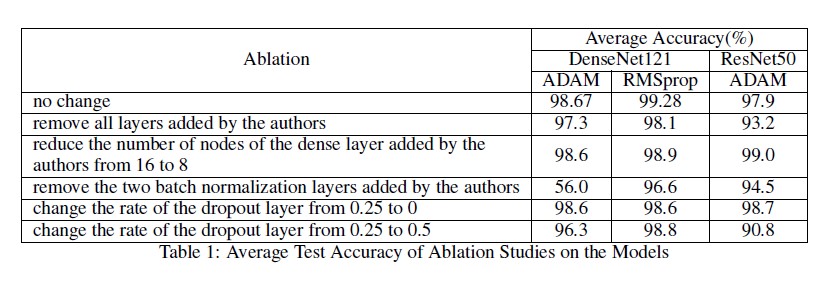 Ablation Average Accuracy(%)
DenseNet121 ResNet50
ADAM RMSprop ADAM
no change 98.67 99.28 97.9
remove all layers added by the authors 97.3 98.1 93.2
reduce the number of nodes of the dense layer added by the
authors from 16 to 8 98.6 98.9 99.0
remove the two batch normalization layers added by the authors 56.0 96.6 94.5
change the rate of the dropout layer from 0.25 to 0 98.6 98.6 98.7
change the rate of the dropout layer from 0.25 to 0.5 96.3 98.8 90.8
Table 1: Average Test Accuracy of Ablation Studies on the Models